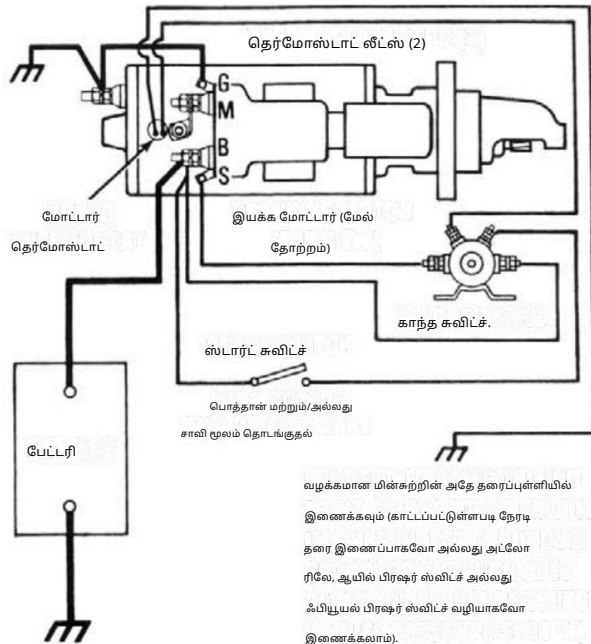 தெர்மோஸ்டாட் லீட்ஸ் (2)
G
M
B
S
மோட்டார்
தெர்மோஸ்டாட்
இயக்க மோட்டார் (மேல்
தோற்றம்)
காந்த சுவிட்ச்.
ஸ்டார்ட் சுவிட்ச்
பொத்தான் மற்றும்/அல்லது
சாவி மூலம் தொடங்குதல்
பேட்டரி
வழக்கமான மின்சுற்றின் அதே தரைப்புள்ளியில்
இணைக்கவும் (காட்டப்பட்டுள்ளபடி நேரடி
தரை இணைப்பாகவோ அல்லது அட்லோ
ரிலே, ஆயில் பிரஷர் ஸ்விட்ச் அல்லது
ஃபியூயல் பிரஷர் ஸ்விட்ச் வழியாகவோ
இணைக்கலாம்).